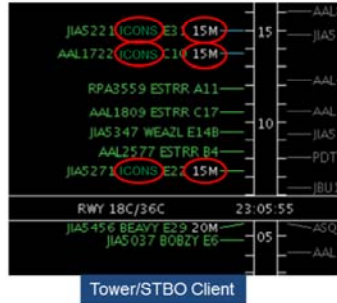 AAL
JIA5221 ICONS E31 15M 15 JIA5
AAL1722 ICONS C10 15M
RPA3559 ESTRR A11 AAL
AAL1809 ESTRR C17 AAL
10
JIA5347 WEAZL E14B JIA5
AAL2577 ESTRR B4 PDT
JIA5271 ICONS E22 15M
JBU1
RWY 18C/36C 23:05:55
JIA5456 BEAVY E29 20M ASQ
JIA5037 BOBZY E6 05
AAL
Tower/STBO Client